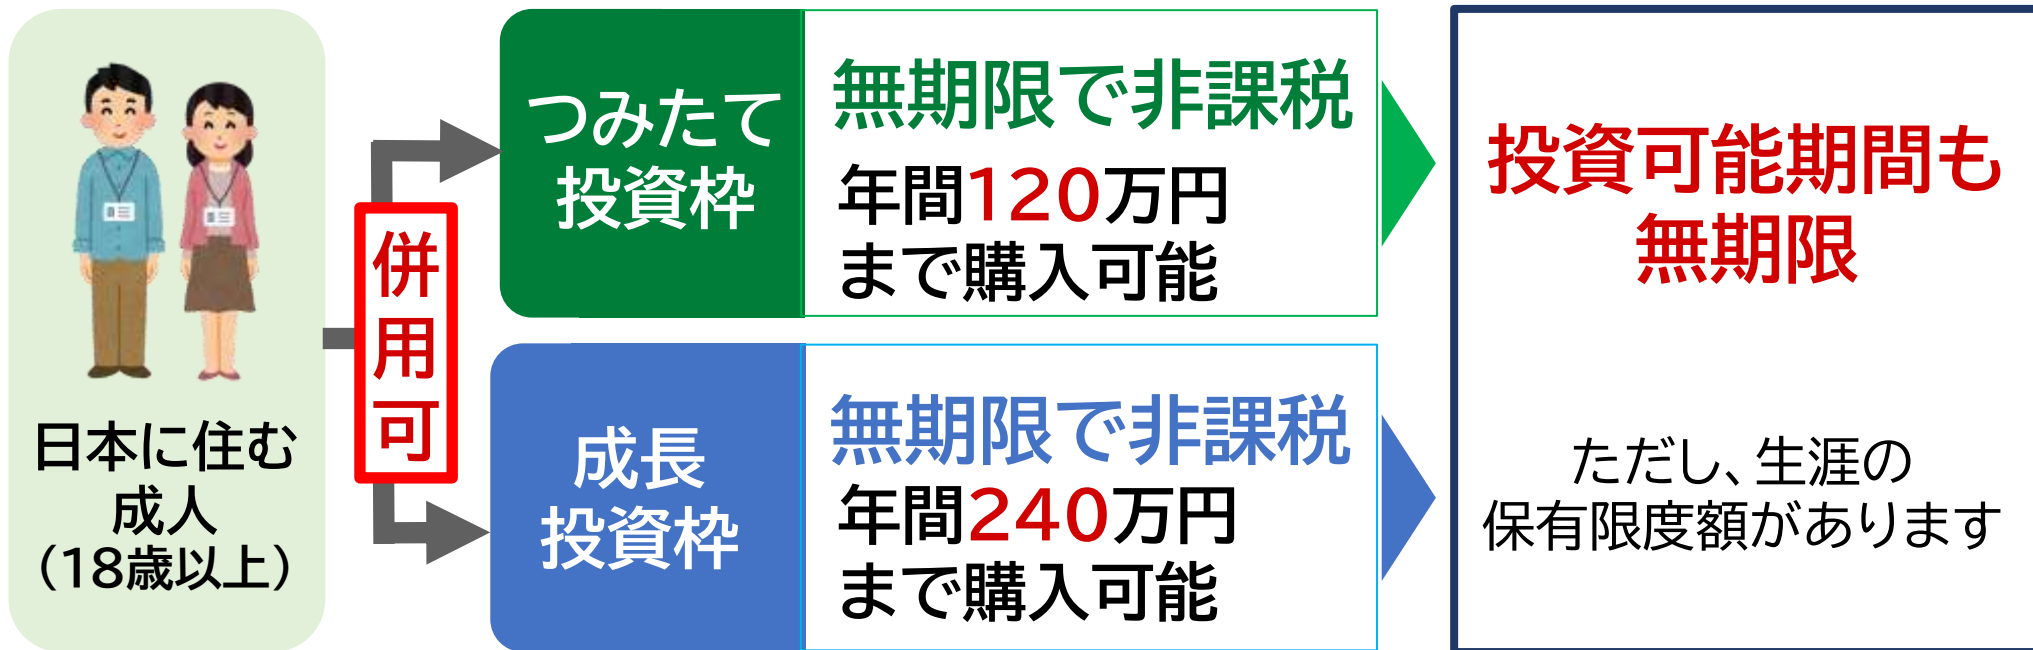 日本に住む
成人
（18歳以上）
併用可
つみたて
投資枠
無期限で非課税
年間120万円
まで購入可能
成長
投資枠
無期限で非課税
年間240万円
まで購入可能
投資可能期間も
無期限
ただし、生涯の
保有限度額があります